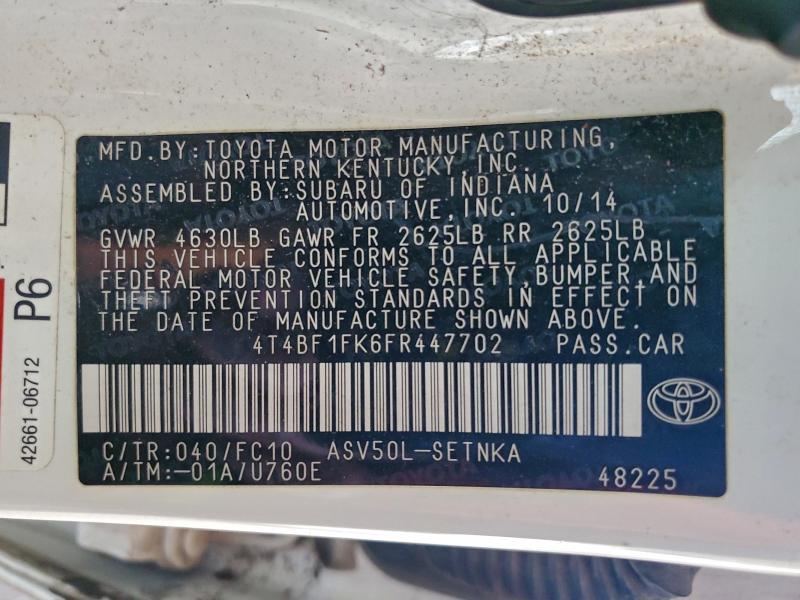 MFD.BY:TOYOTA MOTOR MANUFACTURING,
NORTHERN KENTUCKY,INC.
ASSEMBLED BY:SUBARU OF INDIANA
AUTOMOTIVE,INC. 10/14
GVWR 4630LB GAWR FR 2625LB RR 2625LB
THIS VEHICLE CONFORMS TO ALL APPLICABLE
FEDERAL MOTOR VEHICLE SAFETY,BUMPER,AND
THEFT PREVENTION STANDARDS IN EFFECT ON
THE DATE OF MANUFACTURE SHOWN ABOVE.
4T4BF1FK6FR447702 PASS.CAR
C/TR:040/FC10 ASV50L-SETNKA
A/TM:-01A/U760E 48225
P6
42661-06712